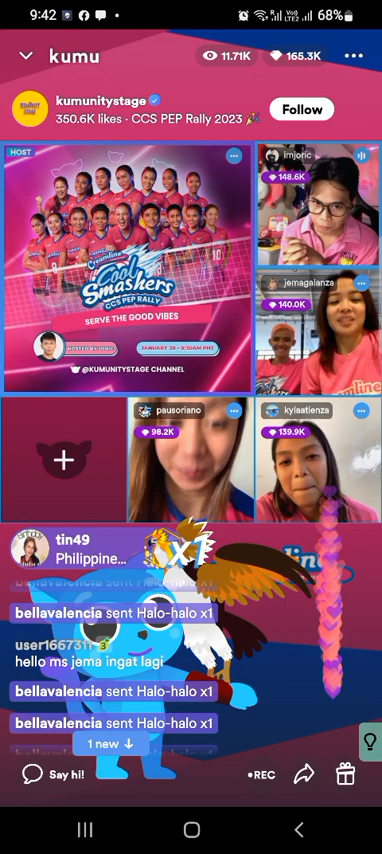 9:42
68%
kumu
11.71K
165.3K
kumunitystage
350.6K likes · CCS PEP Rally 2023 🎉
Follow
HOST
Creamline
Cool
Smashers
CCS PEP RALLY
SERVE THE GOOD VIBES
HOSTED BY JORIC
JANUARY 28 • 9:30AM PHT
@KUMUNITYSTAGE CHANNEL
imjoric
148.6K
jemagalanza
140.0K
pausoriano
98.2K
kylaatienza
139.9K
tin49
Philippine...
x1
bellavalencia sent Halo-halo x1
user1667311 3
hello ms jema ingat lagi
bellavalencia sent Halo-halo x1
bellavalencia sent Halo-halo x1
1 new ↓
Say hi!
•REC